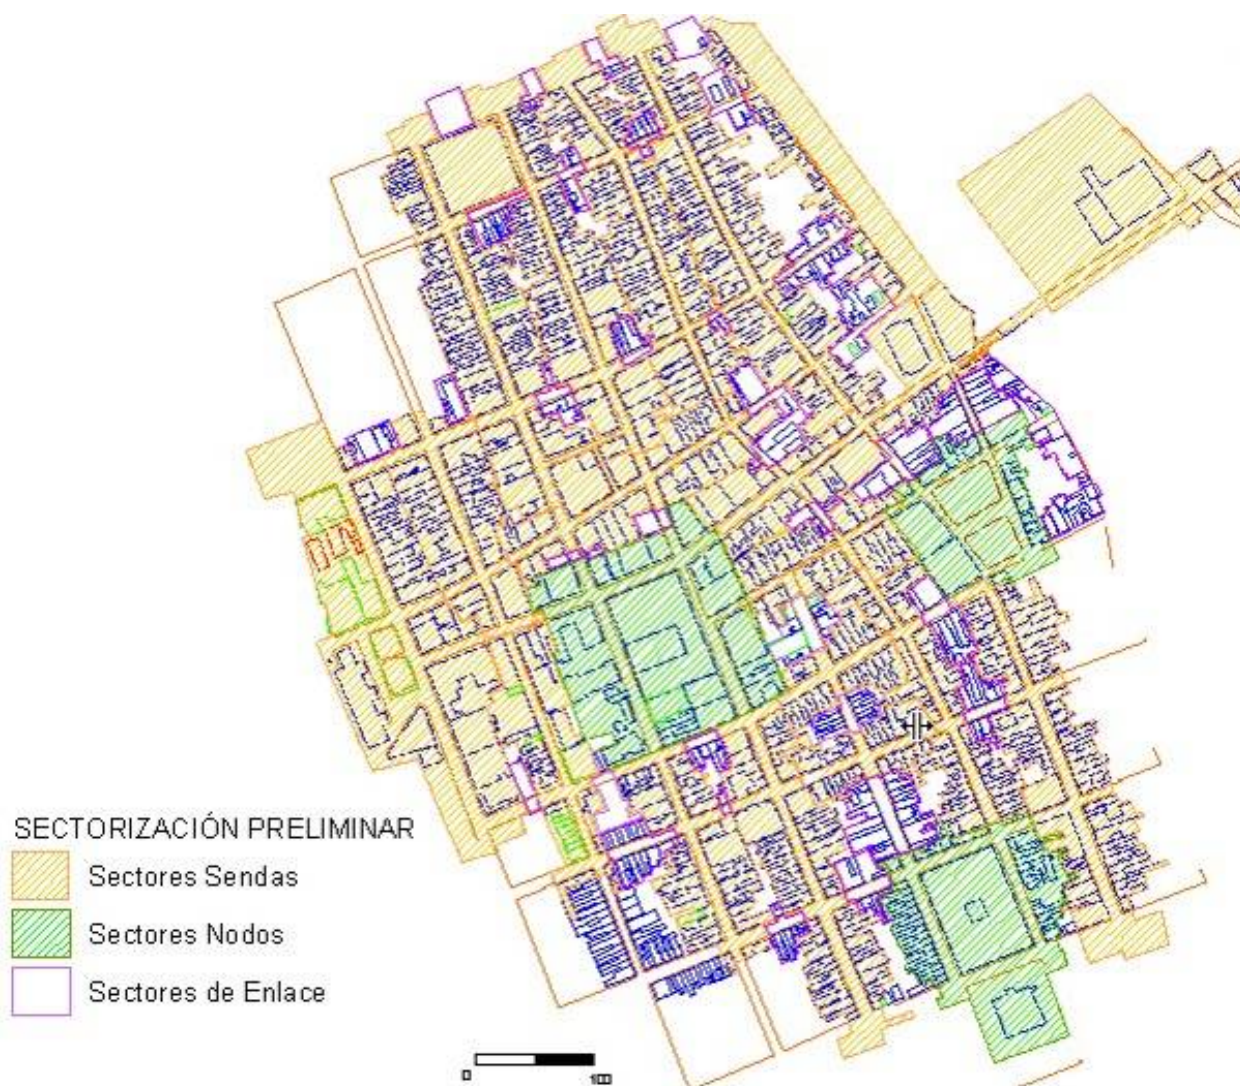 SECTORIZACIÓN PRELIMINAR
Sectores Sendas
Sectores Nodos
Sectores de Enlace
0 100